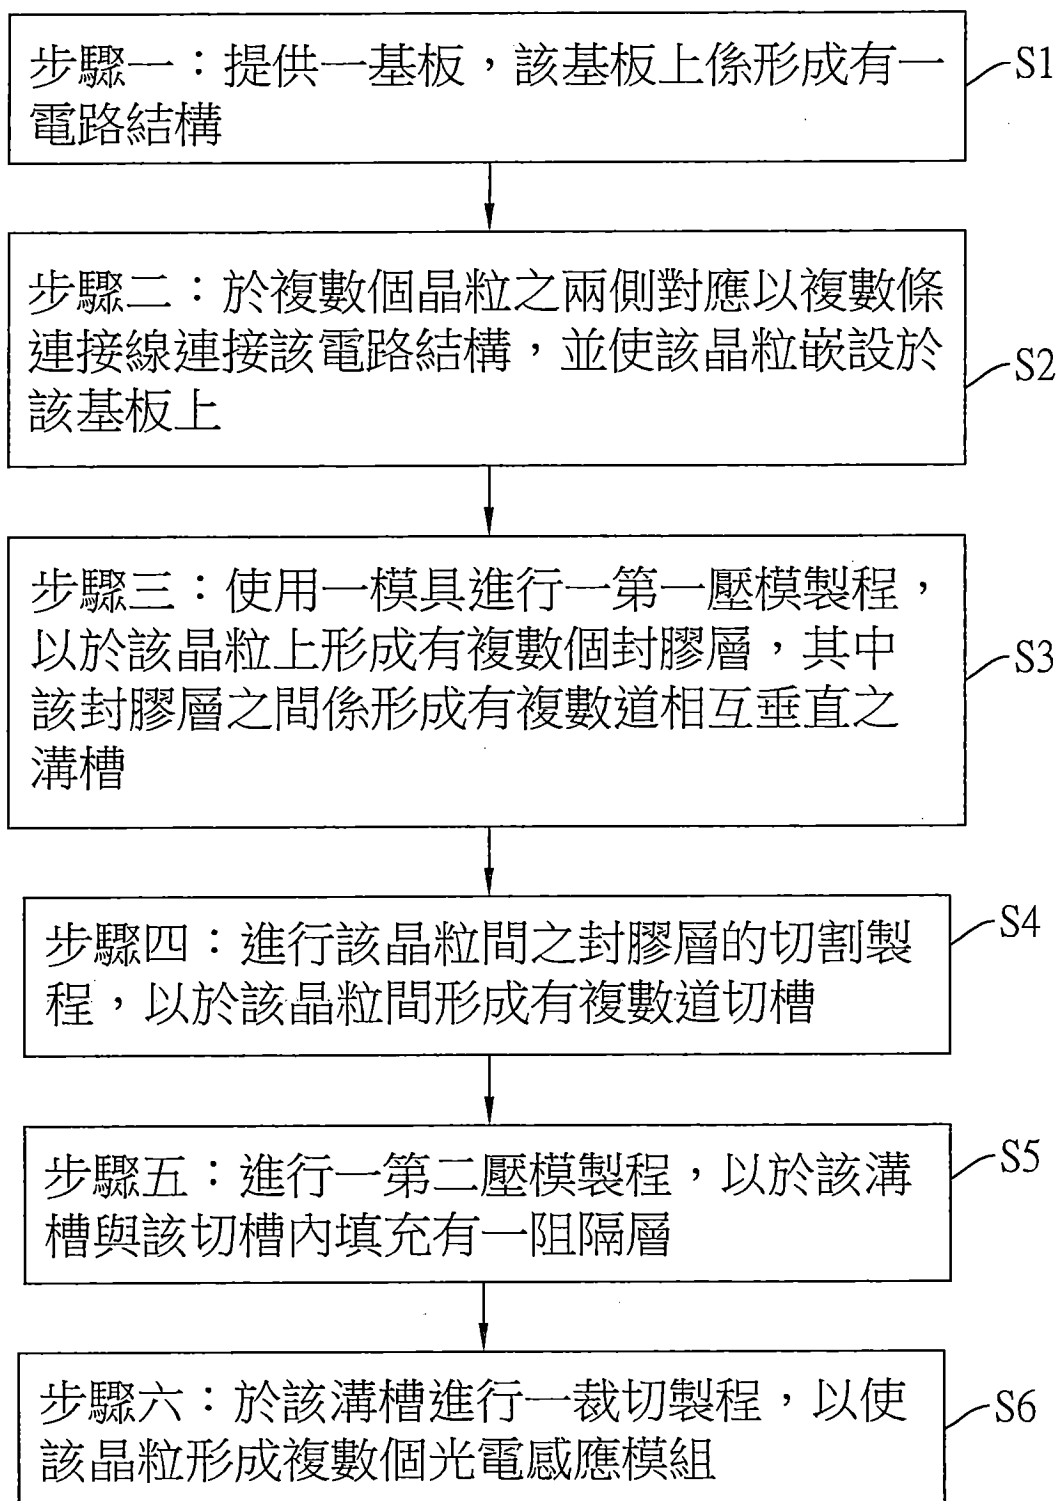 步驟一：提供一基板，該基板上係形成有一
電路結構
S1
步驟二：於複數個晶粒之兩側對應以複數條
連接線連接該電路結構，並使該晶粒嵌設於
該基板上
S2
步驟三：使用一模具進行一第一壓模製程，
以於該晶粒上形成有複數個封膠層，其中
該封膠層之間係形成有複數道相互垂直之
溝槽
S3
步驟四：進行該晶粒間之封膠層的切割製
程，以於該晶粒間形成有複數道切槽
S4
步驟五：進行一第二壓模製程，以於該溝
槽與該切槽內填充有一阻隔層
S5
步驟六：於該溝槽進行一裁切製程，以使
該晶粒形成複數個光電感應模組
S6